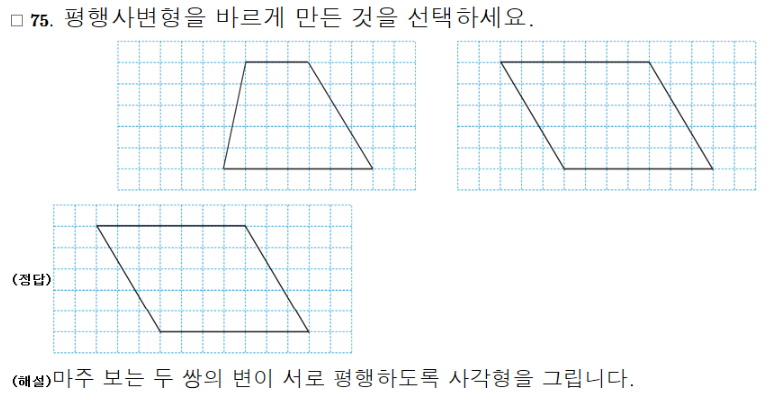 □ 75. 평행사변형을 바르게 만든 것을 선택하세요.
(정답)
(해설)마주 보는 두 쌍의 변이 서로 평행하도록 사각형을 그립니다.